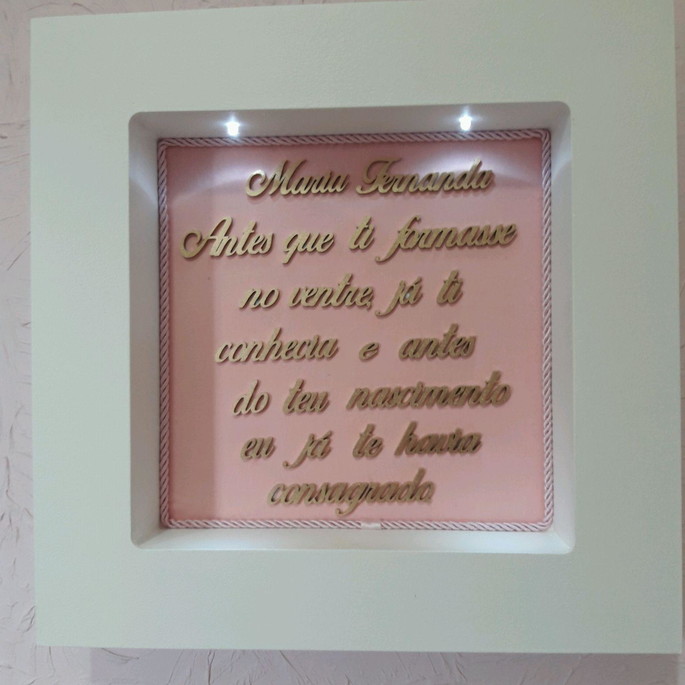 Maria Fernanda
Antes que ti formasse
no ventre, já ti
conhecia e antes
do teu nascimento
eu já te havia
consagrado.